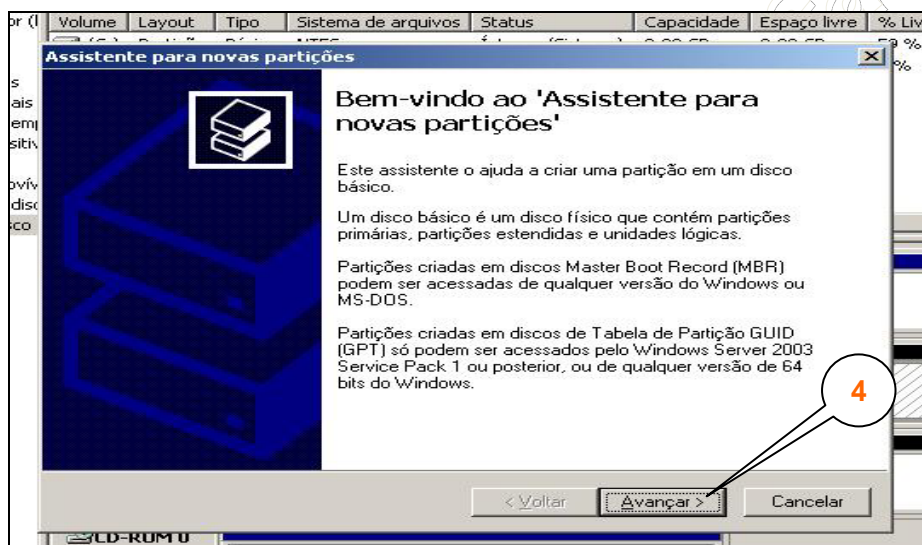 Volume Layout Tipo Sistema de arquivos Status Capacidade Espaço livre
Assistente para novas partições
Bem-vindo ao 'Assistente para
novas partições'
Este assistente o ajuda a criar uma partição em um disco
básico.
Um disco básico é um disco físico que contém partições
primárias, partições estendidas e unidades lógicas.
Partições criadas em discos Master Boot Record (MBR)
podem ser acessadas de qualquer versão do Windows ou
MS-DOS.
Partições criadas em discos de Tabela de Partição GUID
(GPT) só podem ser acessados pelo Windows Server 2003
Service Pack 1 ou posterior, ou de qualquer versão de 64
bits do Windows.
4
< Voltar Avançar > Cancelar